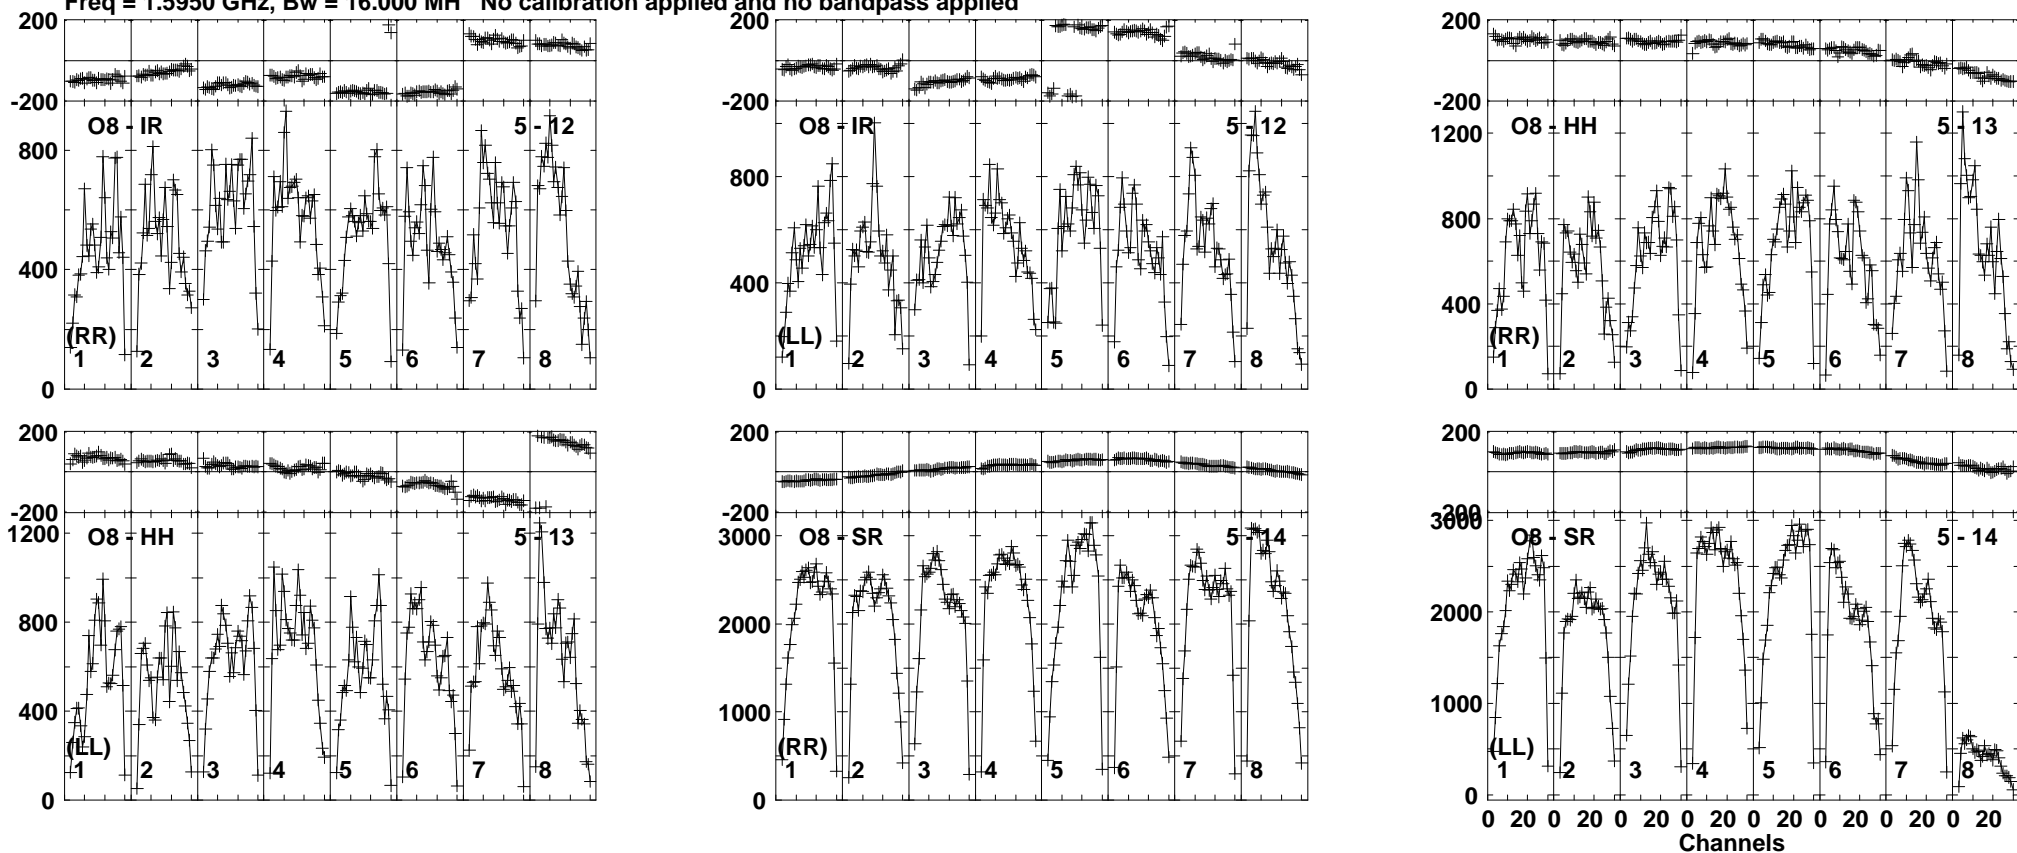 Freq = 1.5950 GHz, Bw = 16.000 MH No calibration applied and no bandpass applied
200
-200
O8 - IR
5 - 12
800
400
0
(RR)
1 2 3 4 5 6 7 8
200
-200
O8 - IR
5 - 12
800
400
0
(LL)
1 2 3 4 5 6 7 8
200
-200
O8 - HH
5 - 13
1200
800
400
0
(RR)
1 2 3 4 5 6 7 8
200
-200
O8 - HH
5 - 13
1200
800
400
0
(LL)
1 2 3 4 5 6 7 8
200
-200
O8 - SR
5 - 14
3000
2000
1000
0
(RR)
1 2 3 4 5 6 7 8
200
-200
O8 - SR
5 - 14
3000
2000
1000
0
(LL)
1 2 3 4 5 6 7 8
0 20 0 20 0 20 0 20 0 20 0 20 0 20 0 20
Channels